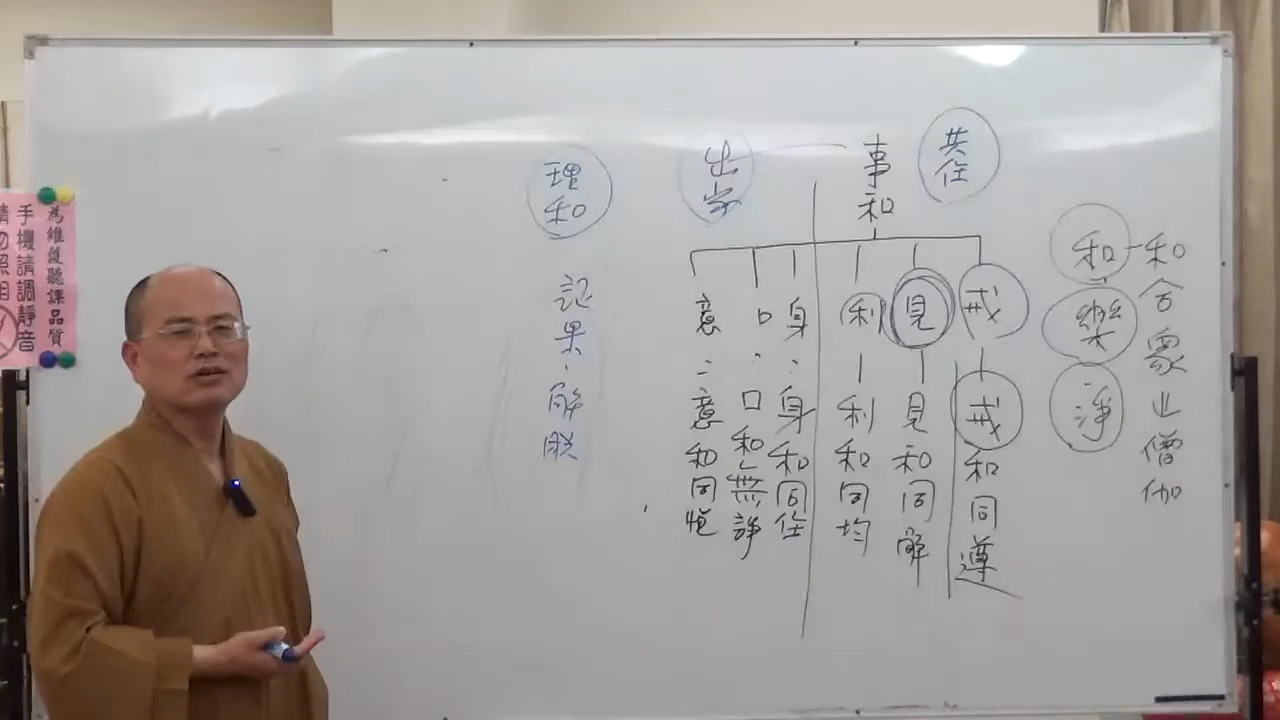 和合眾止僧伽
和
樂
淨
共住
事和
戒
戒和同遵
見
見和同解
利
利和同均
身
身和同住
口
口和無諍
意
意和同悅
出家
理和
証果、解脫
為維護聽課品質
手機請調靜音
請勿照相